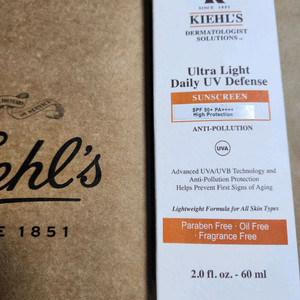 SINCE 1851
KIEHL'S
DERMATOLOGIST
SOLUTIONS™
Ultra Light
Daily UV Defense
SUNSCREEN
SPF 50+ PA++++
High Protection
ANTI-POLLUTION
UVA
Advanced UVA/UVB Technology and
Anti-Pollution Protection
Helps Prevent First Signs of Aging
Lightweight Formula for All Skin Types
Paraben Free · Oil Free
· Fragrance Free
2.0 fl. oz. - 60 ml
ehl's
E 1851